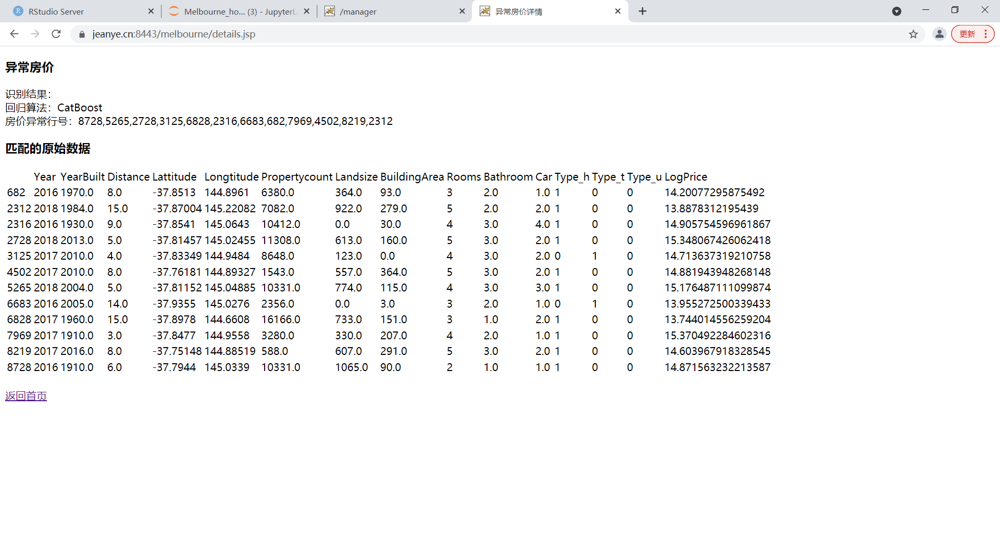 RStudio Server
Melbourne_ho... (3) - JupyterL
/manager
异常房价详情
jeanye.cn:8443/melbourne/details.jsp
更新
异常房价
识别结果：
回归算法：CatBoost
房价异常行号：8728,5265,2728,3125,6828,2316,6683,682,7969,4502,8219,2312
匹配的原始数据
Year YearBuilt Distance Lattitude Longtitude Propertycount Landsize BuildingArea Rooms Bathroom Car Type_h Type_t Type_u LogPrice
682 2016 1970.0 8.0 -37.8513 144.8961 6380.0 364.0 93.0 3 2.0 1.0 1 0 0 14.20077295875492
2312 2018 1984.0 15.0 -37.87004 145.22082 7082.0 922.0 279.0 5 2.0 2.0 1 0 0 13.8878312195439
2316 2016 1930.0 9.0 -37.8541 145.0643 10412.0 0.0 30.0 4 3.0 4.0 1 0 0 14.905754596961867
2728 2018 2013.0 5.0 -37.81457 145.02455 11308.0 613.0 160.0 5 3.0 2.0 1 0 0 15.348067426062418
3125 2017 2010.0 4.0 -37.83349 144.9484 8648.0 123.0 0.0 4 3.0 2.0 0 1 0 14.713637319210758
4502 2017 2010.0 8.0 -37.76181 144.89327 1543.0 557.0 364.0 5 3.0 2.0 1 0 0 14.881943948268148
5265 2018 2004.0 5.0 -37.81152 145.04885 10331.0 774.0 115.0 4 3.0 3.0 1 0 0 15.176487111099874
6683 2016 2005.0 14.0 -37.9355 145.0276 2356.0 0.0 3.0 3 2.0 1.0 0 1 0 13.955272500339433
6828 2017 1960.0 15.0 -37.8978 144.6608 16166.0 733.0 151.0 3 1.0 2.0 1 0 0 13.744014556259204
7969 2017 1910.0 3.0 -37.8477 144.9558 3280.0 330.0 207.0 4 2.0 1.0 1 0 0 15.370492284602316
8219 2017 2016.0 8.0 -37.75148 144.88519 588.0 607.0 291.0 5 3.0 2.0 1 0 0 14.603967918328545
8728 2016 1910.0 6.0 -37.7944 145.0339 10331.0 1065.0 90.0 2 1.0 1.0 1 0 0 14.871563232213587
返回首页